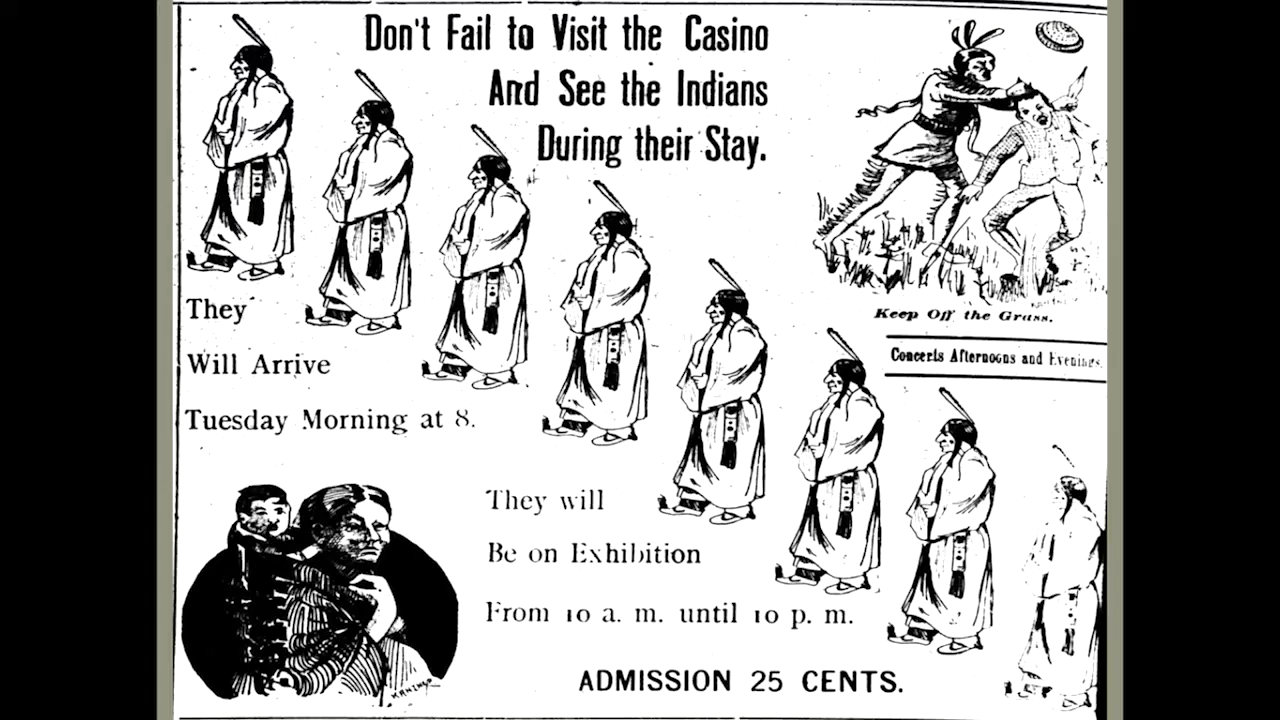 Don't Fail to Visit the Casino
And See the Indians
During their Stay.
Keep Off the Grass.
Concerts Afternoons and Evenings.
They
Will Arrive
Tuesday Morning at 8.
They will
Be on Exhibition
From 10 a. m. until 10 p. m.
ADMISSION 25 CENTS.